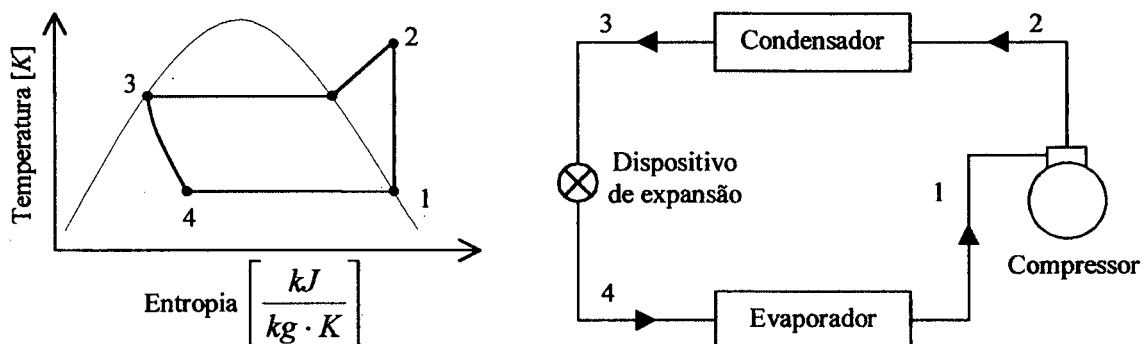 Temperatura [K]
3
2
4
1
Entropia [kJ / kg · K]
3
Condensador
2
Dispositivo
de expansão
1
Compressor
4
Evaporador